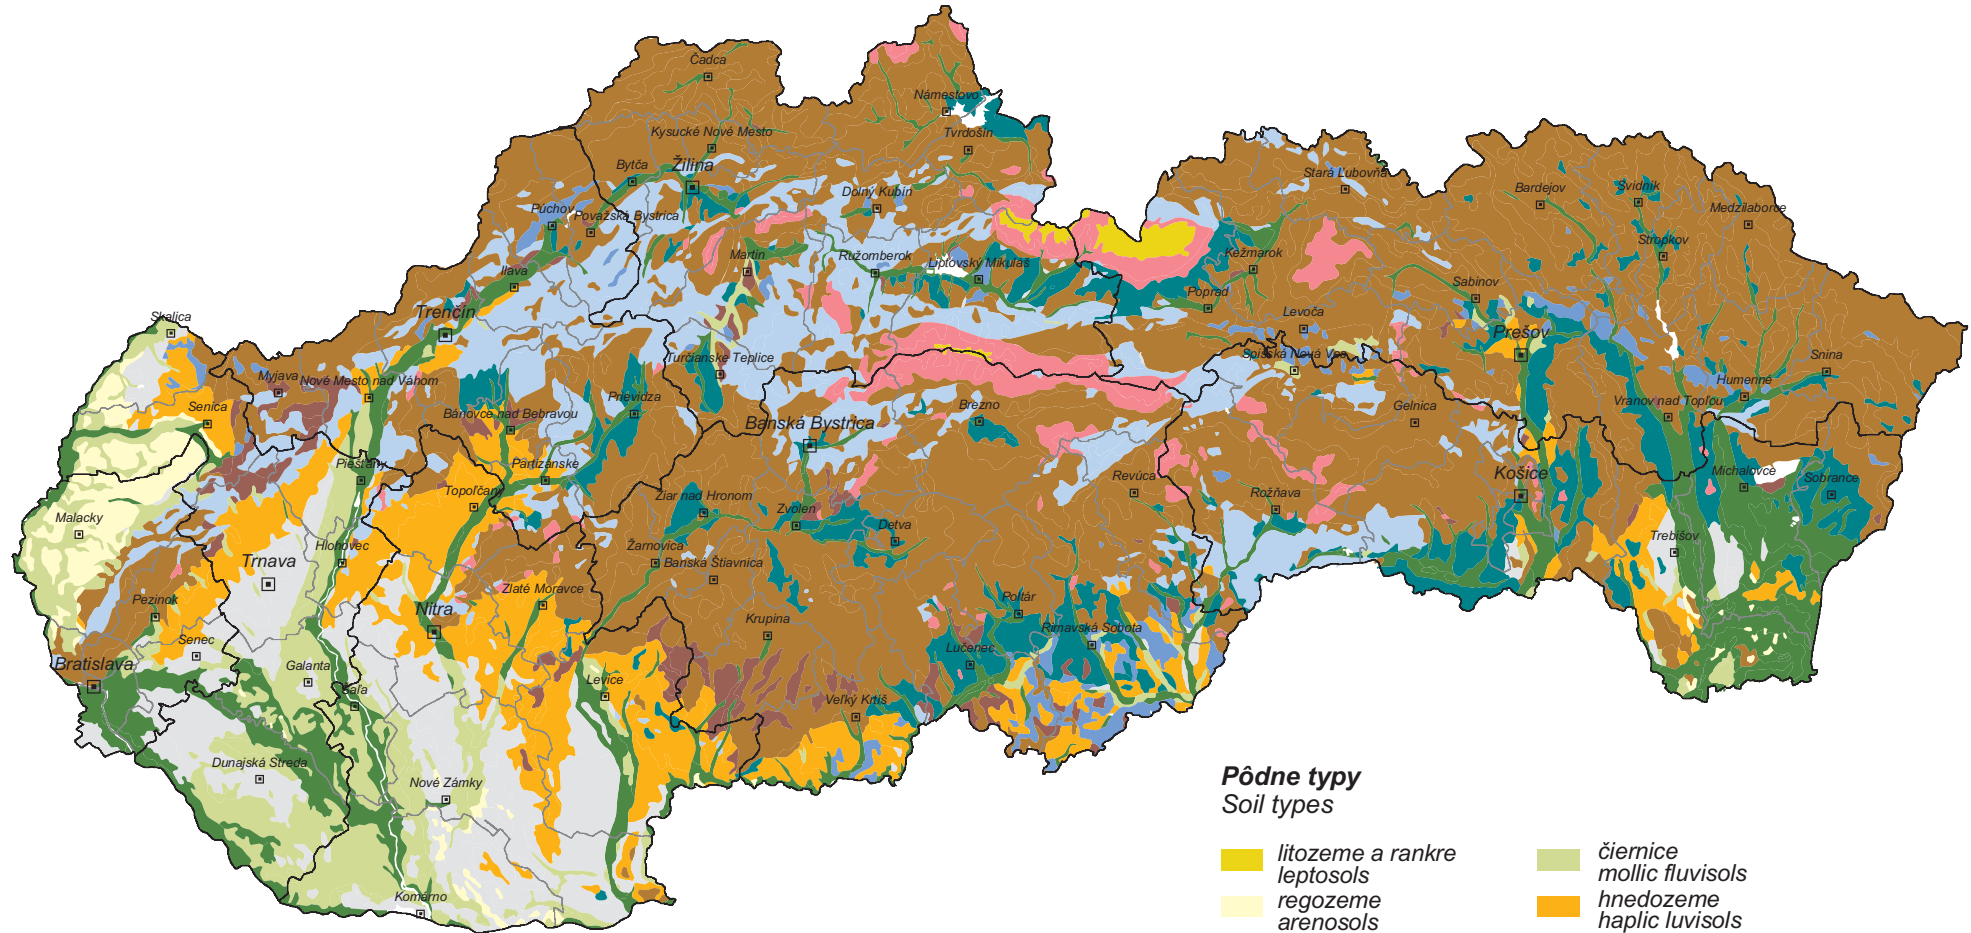 Čadca
Námestovo
Tvrdošín
Kysucké Nové Mesto
Bytča
Žilina
Dolný Kubín
Stará Ľubovňa
Bardejov
Svidník
Medzilaborce
Púchov
Považská Bystrica
Stropkov
Martin
Ružomberok
Liptovský Mikuláš
Kežmarok
Ilava
Poprad
Sabinov
Trenčín
Skalica
Levoča
Prešov
Turčianske Teplice
Spišská Nová Ves
Snina
Myjava
Nové Mesto nad Váhom
Humenné
Senica
Bánovce nad Bebravou
Prievidza
Banská Bystrica
Brezno
Gelnica
Vranov nad Topľou
Piešťany
Partizánske
Topoľčany
Revúca
Košice
Michalovce
Sobrance
Malacky
Žiar nad Hronom
Zvolen
Detva
Rožňava
Trnava
Hlohovec
Žarnovica
Banská Štiavnica
Trebišov
Pezinok
Nitra
Zlaté Moravce
Krupina
Poltár
Rimavská Sobota
Senec
Lučenec
Bratislava
Galanta
Šaľa
Levice
Veľký Krtíš
Dunajská Streda
Nové Zámky
Komárno
Pôdne typy
Soil types
litozeme a rankre
leptosols
regozeme
arenosols
čiernice
mollic fluvisols
hnedozeme
haplic luvisols